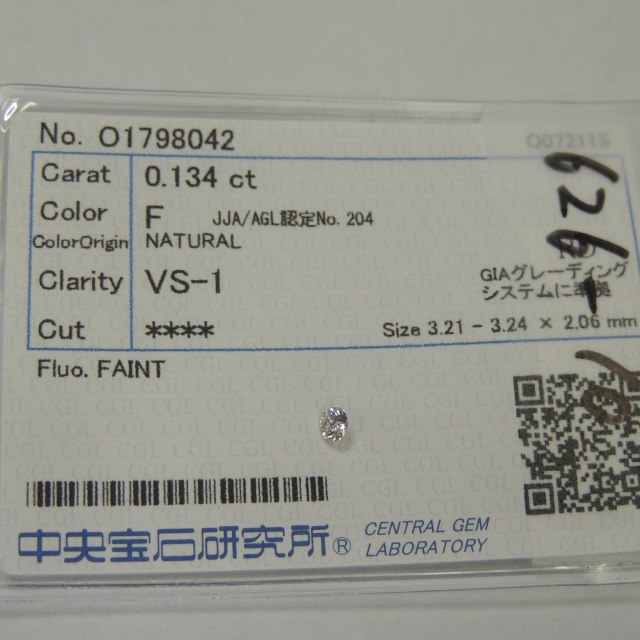 No. O1798042
O072115
Carat 0.134 ct
Color F JJA/AGL認定No. 204
ColorOrigin NATURAL
Clarity VS-1
GIAグレーディング
システムに準拠
Cut ****
Size 3.21 - 3.24 × 2.06 mm
Fluo. FAINT
中央宝石研究所®
CENTRAL GEM
LABORATORY